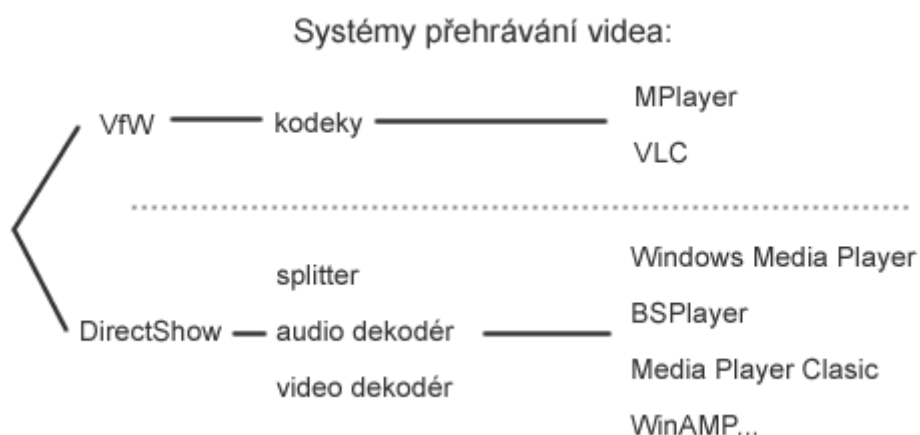 Systémy přehrávání videa:
VfW
kodeky
MPlayer
VLC
DirectShow
splitter
audio dekodér
video dekodér
Windows Media Player
BSPlayer
Media Player Clasic
WinAMP...